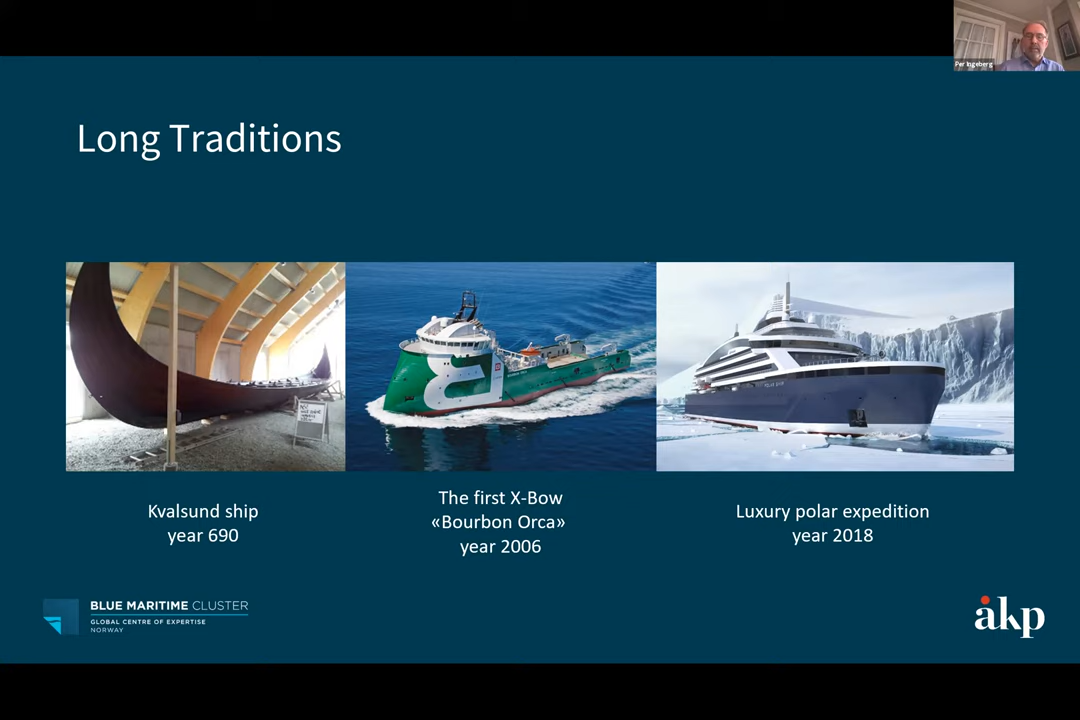 Per Ingeberg
Long Traditions
Kvalsund ship
year 690
The first X-Bow
«Bourbon Orca»
year 2006
Luxury polar expedition
year 2018
BLUE MARITIME CLUSTER
GLOBAL CENTRE OF EXPERTISE
NORWAY
åkp